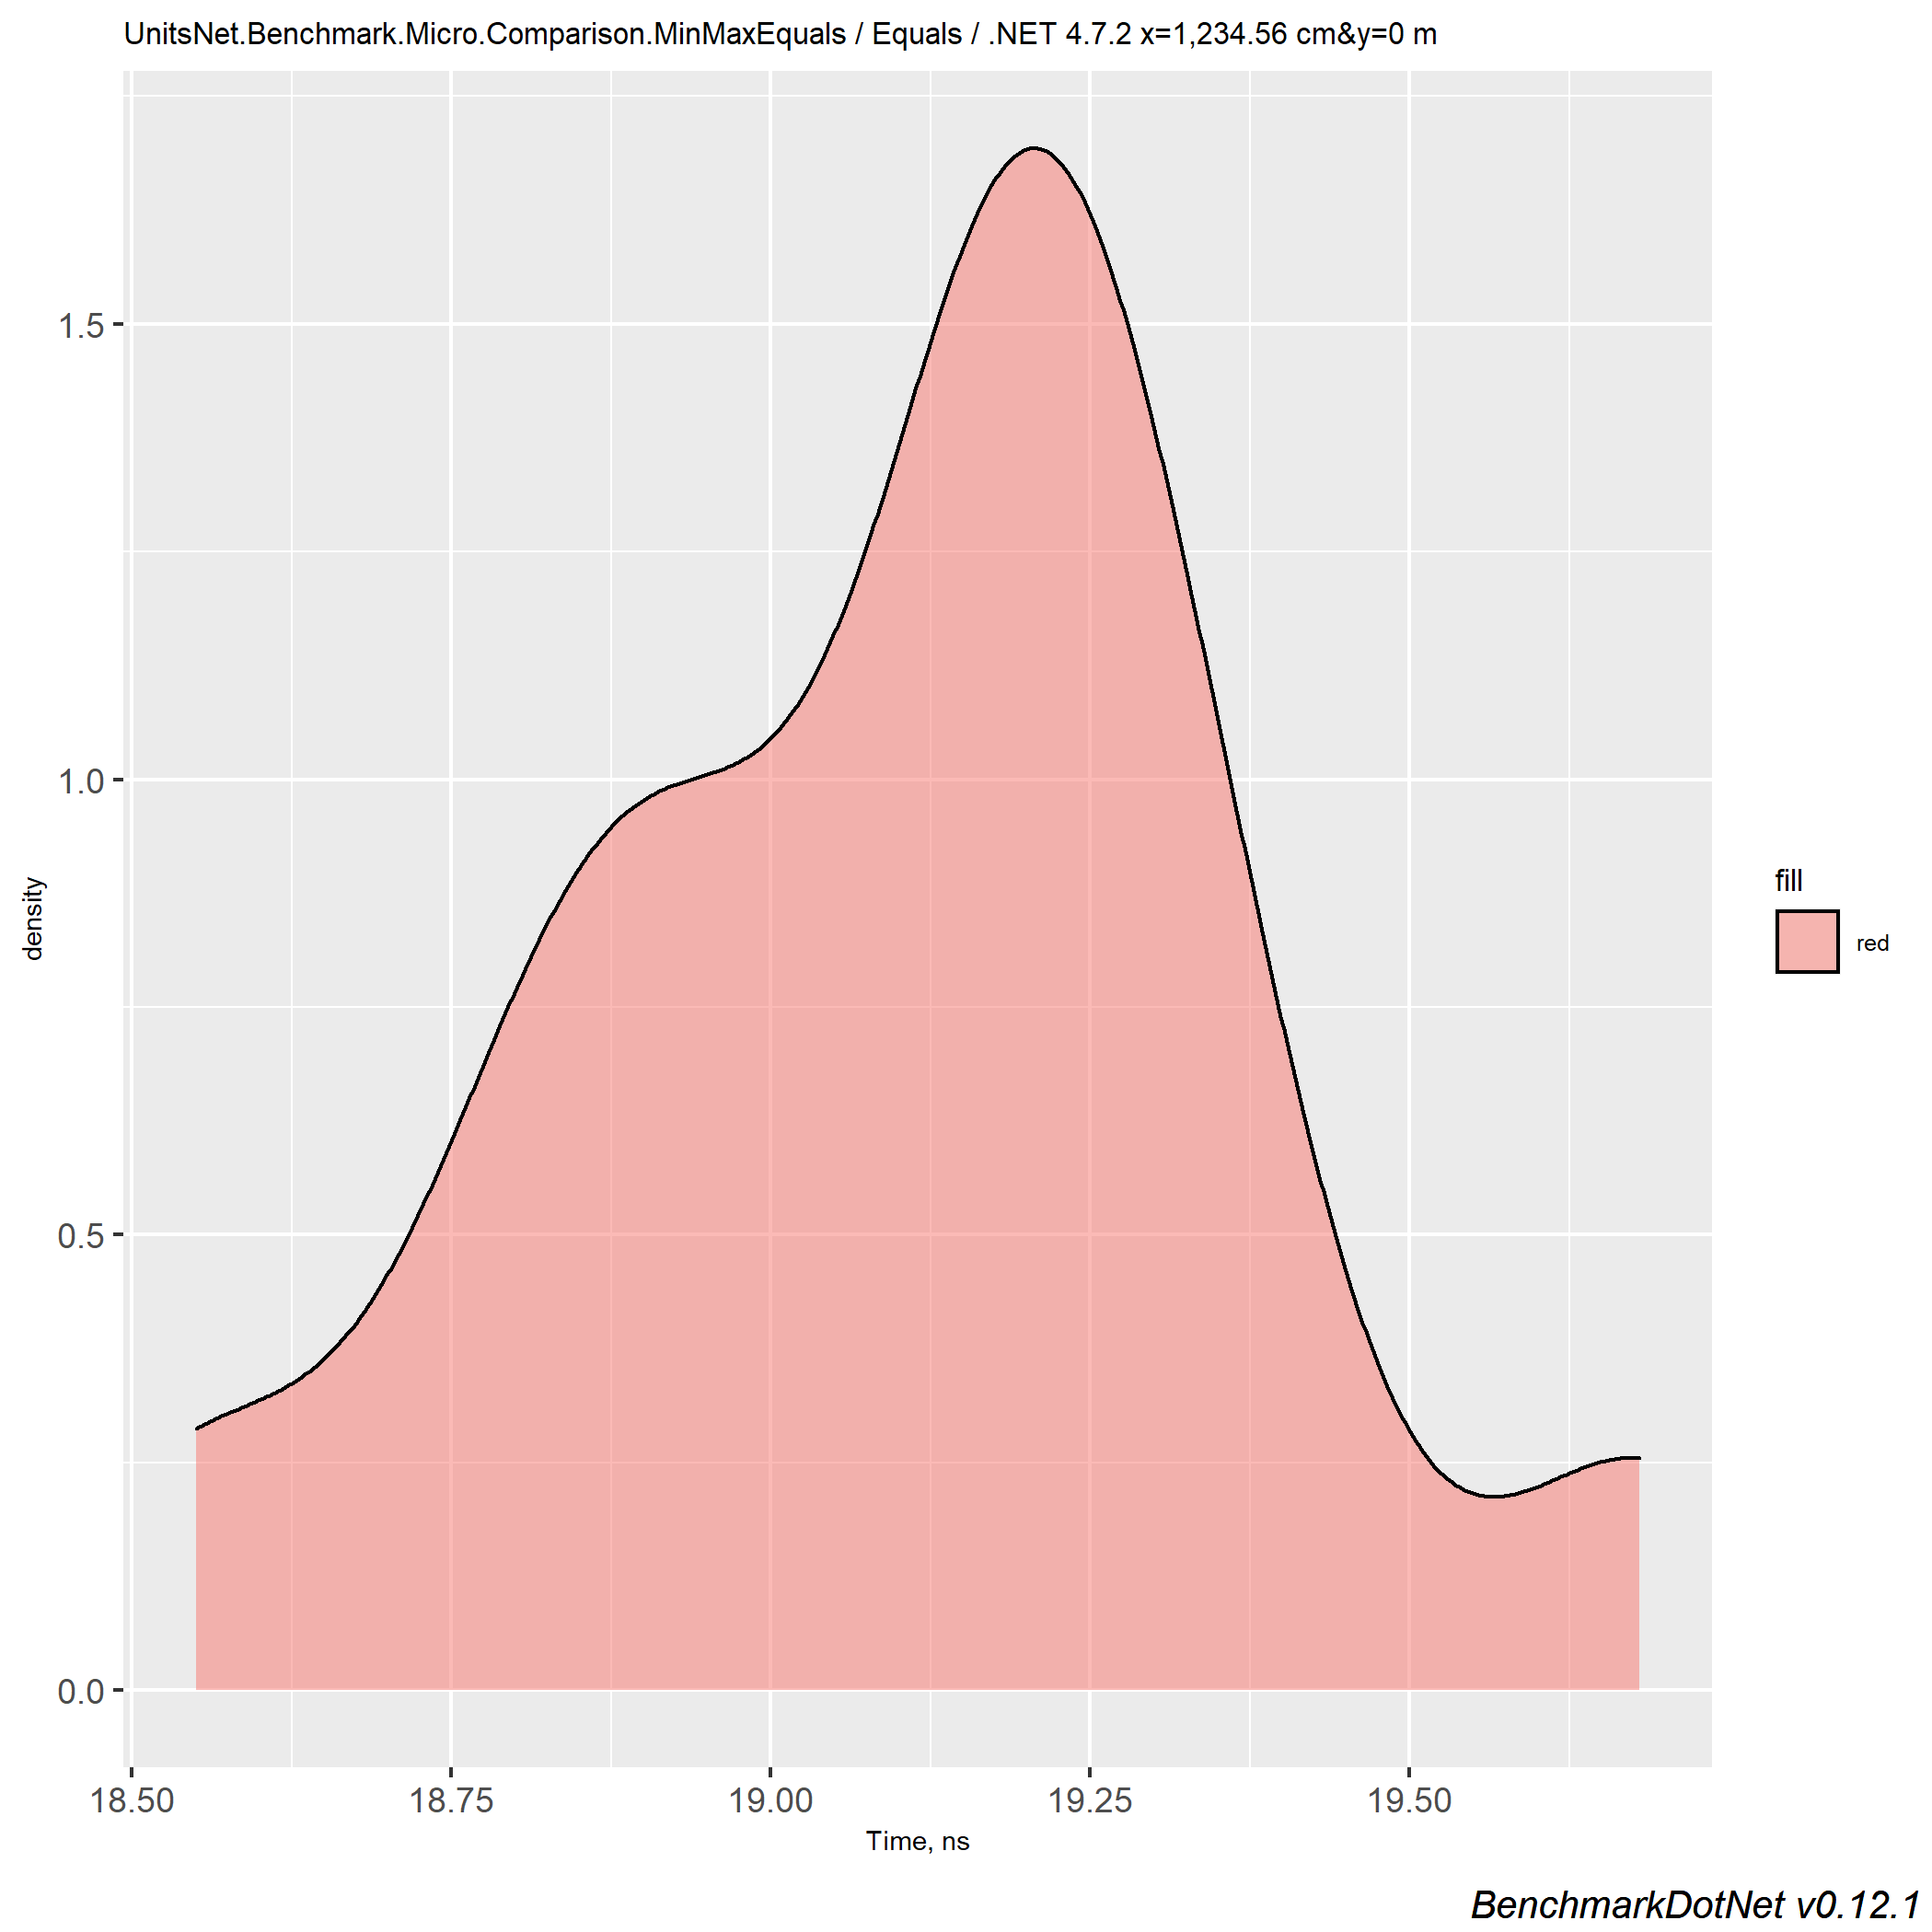 UnitsNet.Benchmark.Micro.Comparison.MinMaxEquals / Equals / .NET 4.7.2 x=1,234.56 cm&y=0 m
density
1.5
1.0
0.5
0.0
18.50 18.75 19.00 19.25 19.50
Time, ns
fill
red
BenchmarkDotNet v0.12.1